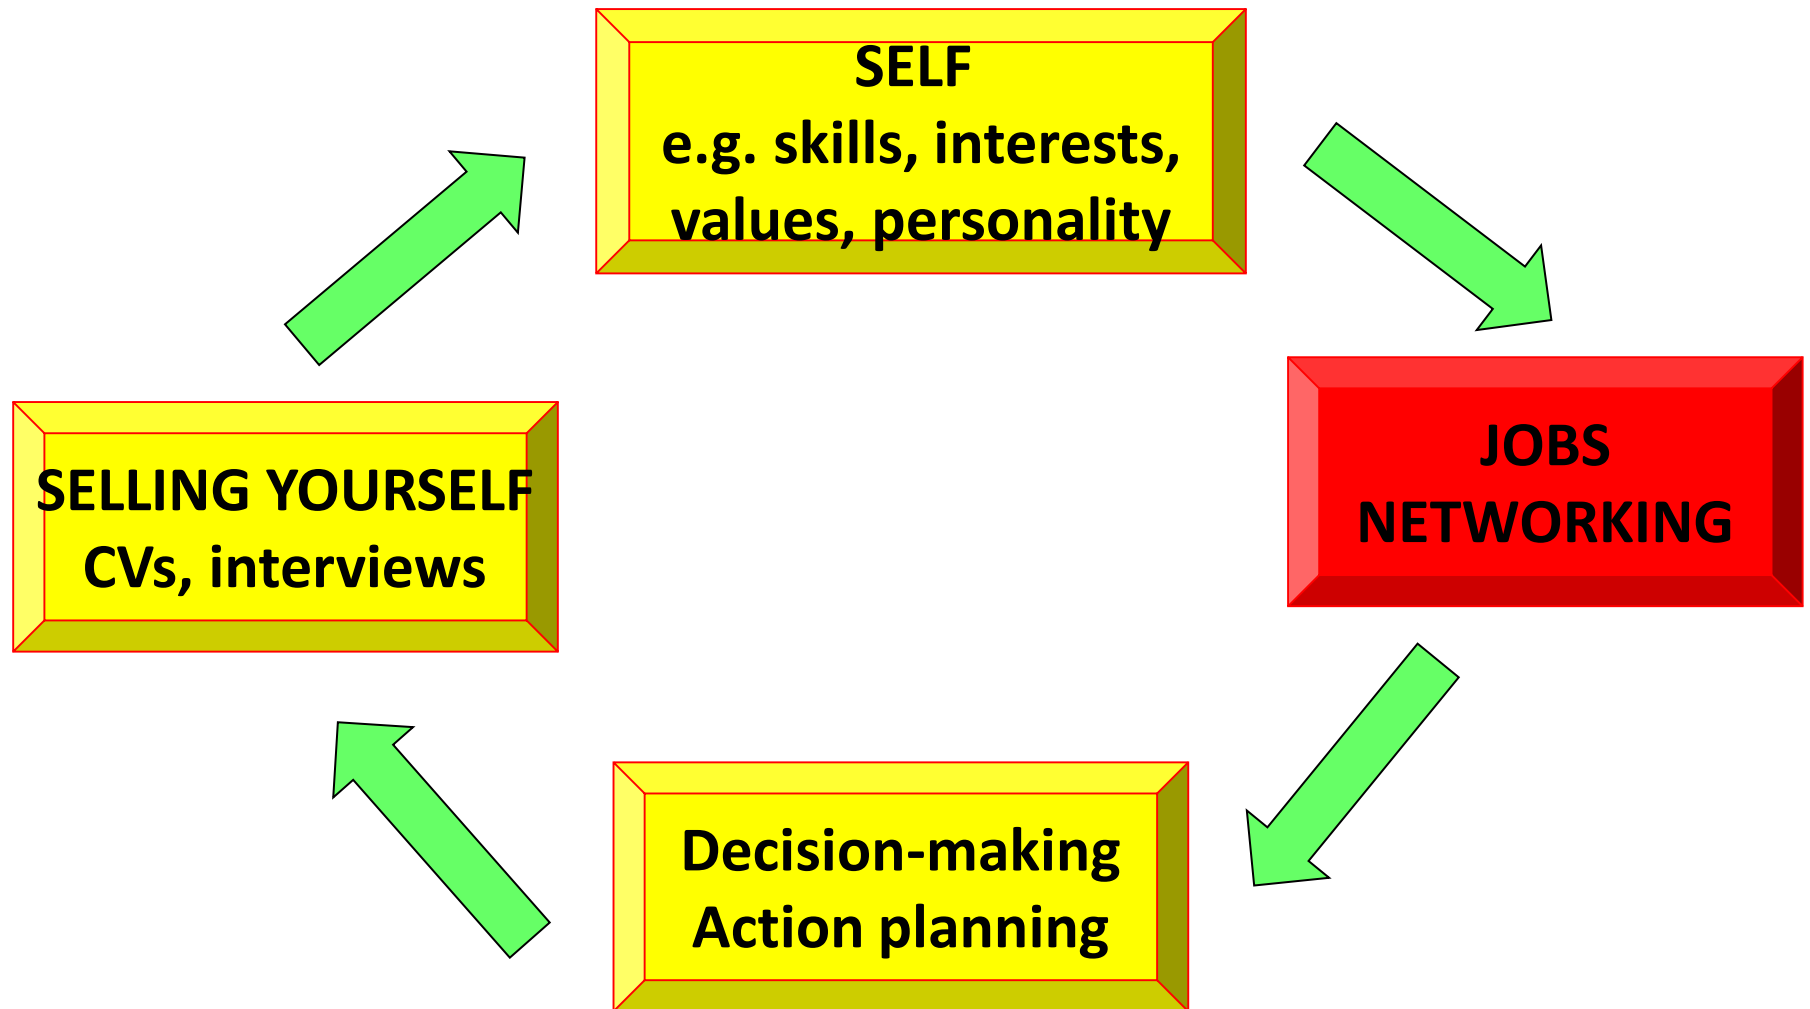 SELF
e.g. skills, interests,
values, personality
JOBS
NETWORKING
SELLING YOURSELF
CVs, interviews
Decision-making
Action planning